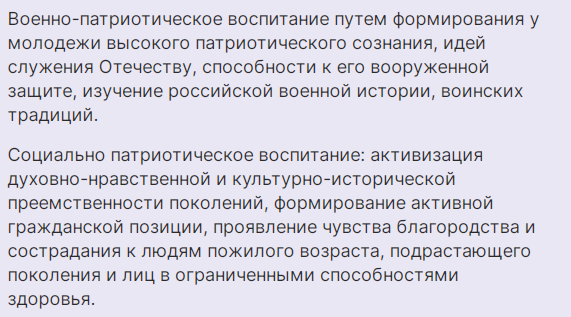 Военно-патриотическое воспитание путем формирования у
молодежи высокого патриотического сознания, идей
служения Отечеству, способности к его вооруженной
защите, изучение российской военной истории, воинских
традиций.
Социально патриотическое воспитание: активизация
духовно-нравственной и культурно-исторической
преемственности поколений, формирование активной
гражданской позиции, проявление чувства благородства и
сострадания к людям пожилого возраста, подрастающего
поколения и лиц в ограниченными способностями
здоровья.